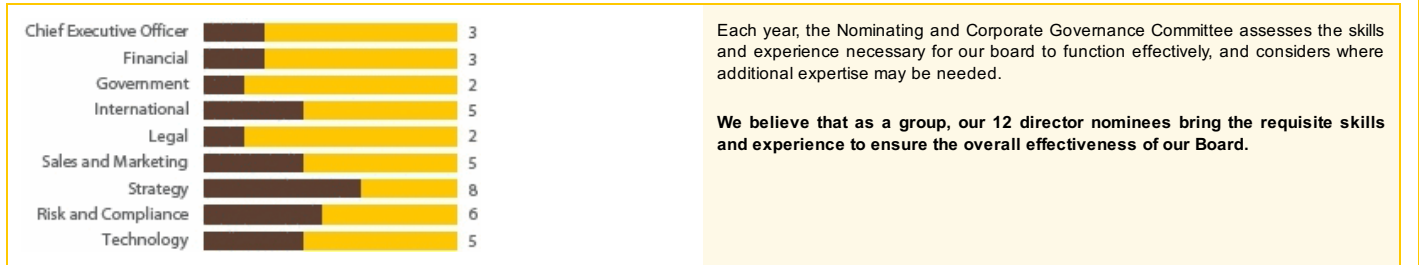 Chief Executive Officer 3
Financial 3
Government 2
International 5
Legal 2
Sales and Marketing 5
Strategy 8
Risk and Compliance 6
Technology 5
Each year, the Nominating and Corporate Governance Committee assesses the skills
and experience necessary for our board to function effectively, and considers where
additional expertise may be needed.
We believe that as a group, our 12 director nominees bring the requisite skills
and experience to ensure the overall effectiveness of our Board.